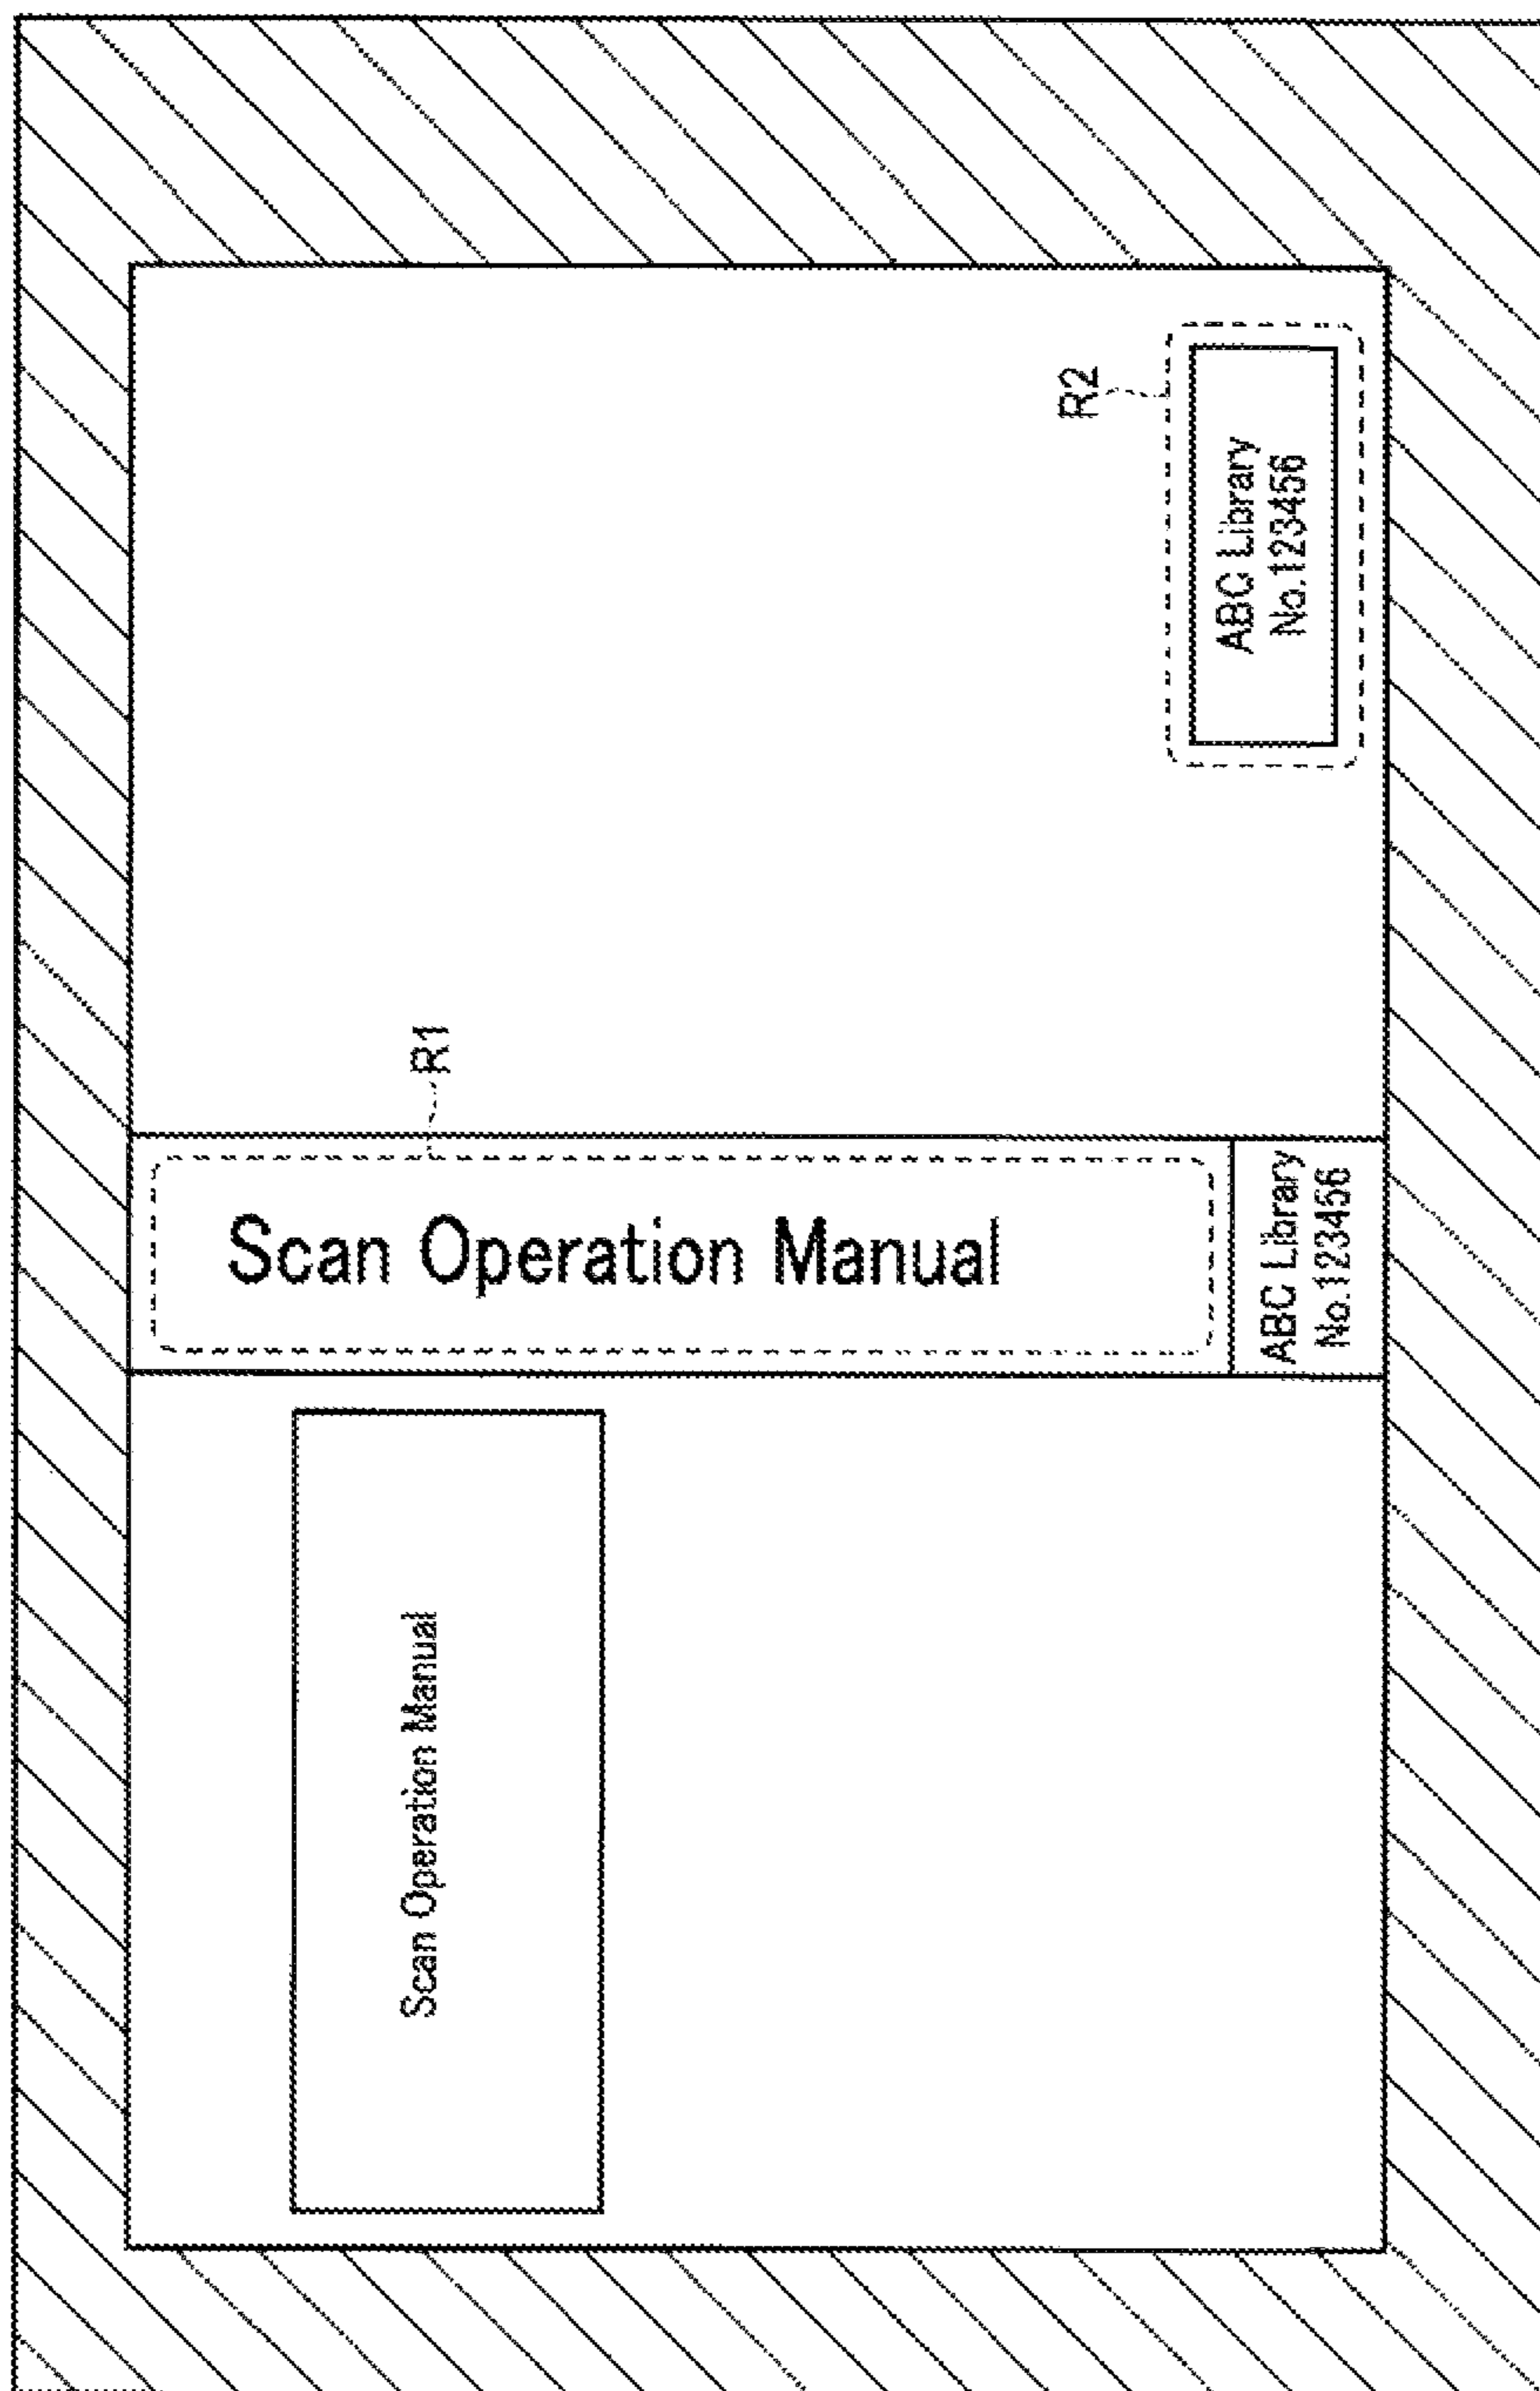 R2
ABC Library
No.123456
R1
Scan Operation Manual
ABC Library
No.123456
Scan Operation Manual